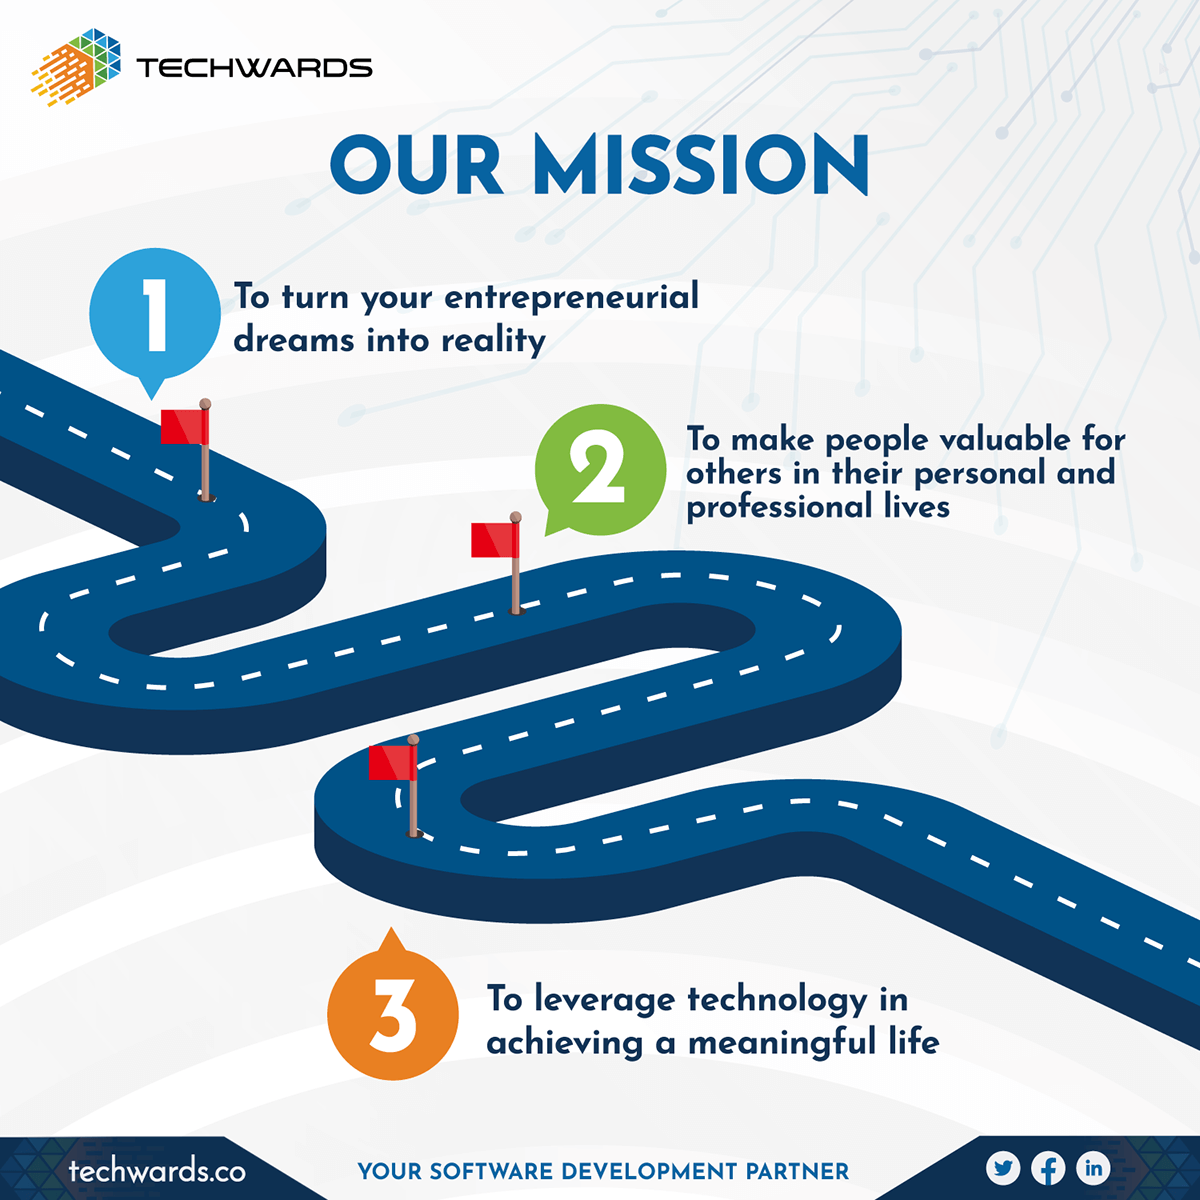 TECHWARDS
OUR MISSION
1
To turn your entrepreneurial
dreams into reality
2
To make people valuable for
others in their personal and
professional lives
3
To leverage technology in
achieving a meaningful life
techwards.co
YOUR SOFTWARE DEVELOPMENT PARTNER
f
in